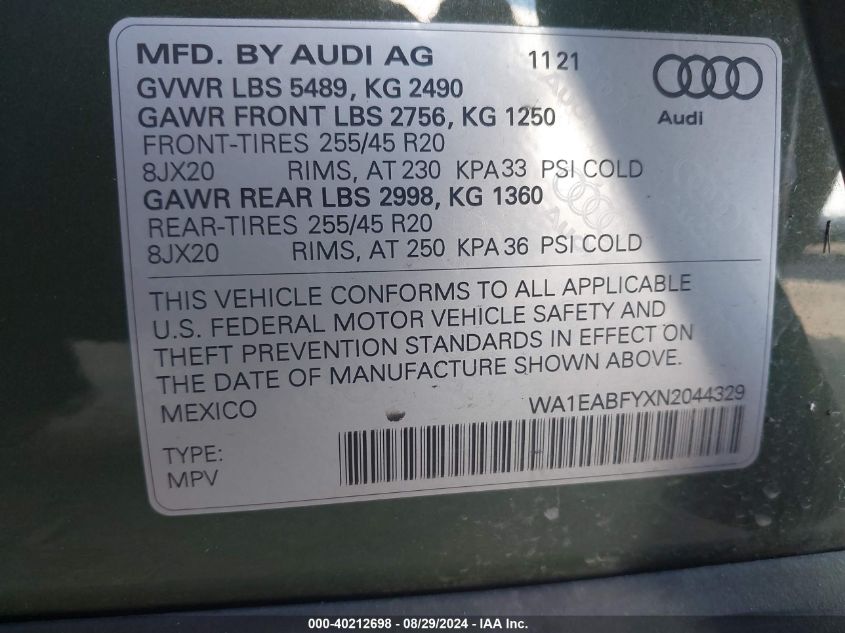 MFD. BY AUDI AG 11 21
GVWR LBS 5489, KG 2490
GAWR FRONT LBS 2756, KG 1250
Audi
FRONT-TIRES 255/45 R20
8JX20 RIMS, AT 230 KPA 33 PSI COLD
GAWR REAR LBS 2998, KG 1360
REAR-TIRES 255/45 R20
8JX20 RIMS, AT 250 KPA 36 PSI COLD
THIS VEHICLE CONFORMS TO ALL APPLICABLE
U.S. FEDERAL MOTOR VEHICLE SAFETY AND
THEFT PREVENTION STANDARDS IN EFFECT ON
THE DATE OF MANUFACTURE SHOWN ABOVE.
MEXICO WA1EABFYXN2044329
TYPE:
MPV
000-40212698 - 08/29/2024 - IAA Inc.